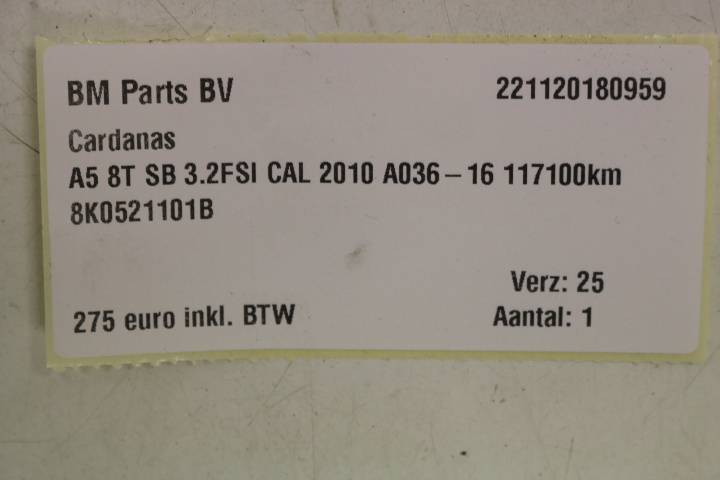 BM Parts BV 221120180959
Cardanas
A5 8T SB 3.2FSI CAL 2010 A036-16 117100km
8K0521101B
Verz: 25
275 euro inkl. BTW Aantal: 1